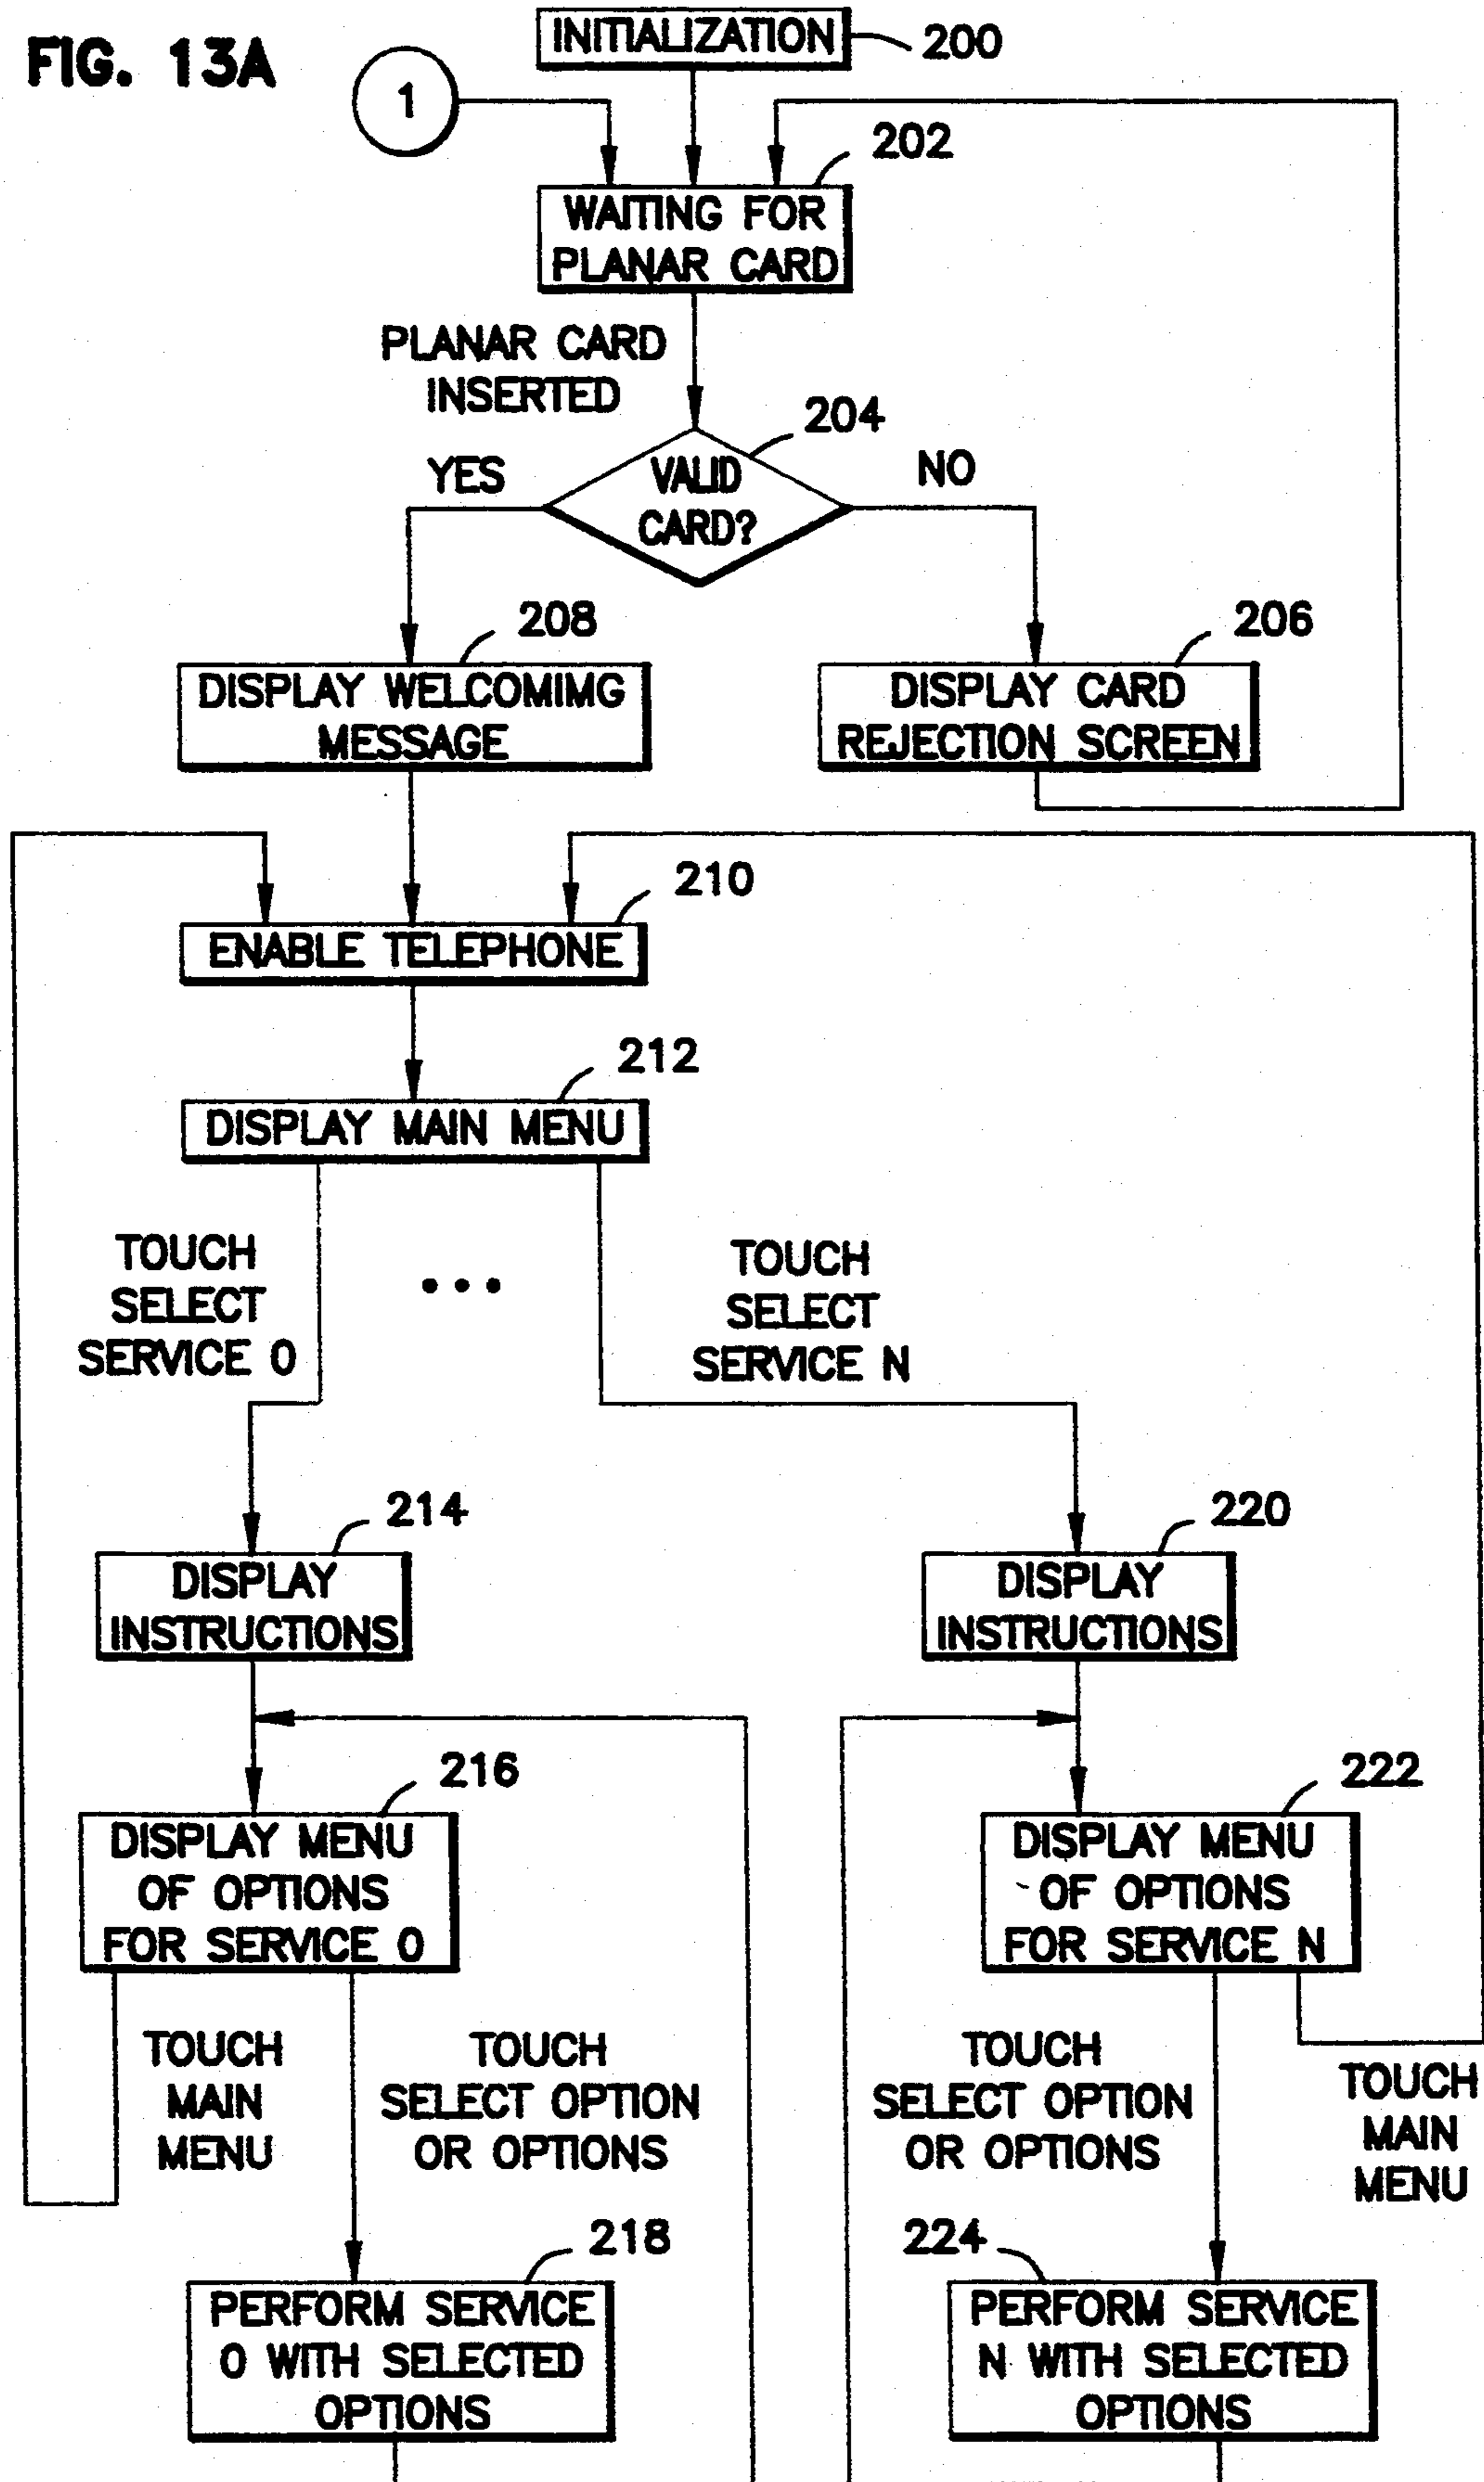 FIG. 13A
INITIALIZATION
200
1
202
WAITING FOR
PLANAR CARD
PLANAR CARD
INSERTED
204
YES
VALID
CARD?
NO
208
206
DISPLAY WELCOMIMG
MESSAGE
DISPLAY CARD
REJECTION SCREEN
210
ENABLE TELEPHONE
212
DISPLAY MAIN MENU
TOUCH
SELECT
SERVICE 0
...
TOUCH
SELECT
SERVICE N
214
220
DISPLAY
INSTRUCTIONS
DISPLAY
INSTRUCTIONS
216
222
DISPLAY MENU
OF OPTIONS
FOR SERVICE 0
DISPLAY MENU
OF OPTIONS
FOR SERVICE N
TOUCH
MAIN
MENU
TOUCH
SELECT OPTION
OR OPTIONS
TOUCH
SELECT OPTION
OR OPTIONS
TOUCH
MAIN
MENU
218
224
PERFORM SERVICE
0 WITH SELECTED
OPTIONS
PERFORM SERVICE
N WITH SELECTED
OPTIONS